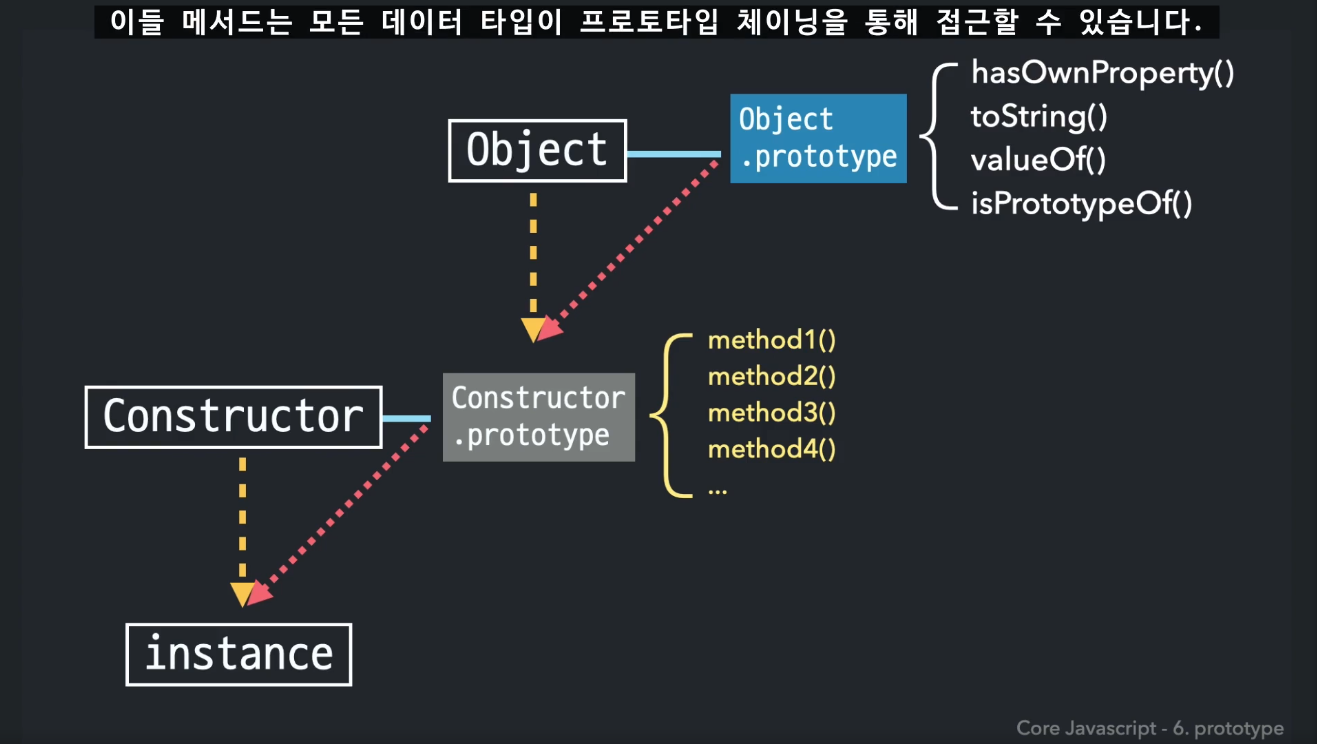 이들 메서드는 모든 데이터 타입이 프로토타입 체이닝을 통해 접근할 수 있습니다.
Object
Object
.prototype
hasOwnProperty()
toString()
valueOf()
isPrototypeOf()
Constructor
Constructor
.prototype
method1()
method2()
method3()
method4()
...
instance
Core Javascript - 6. prototype